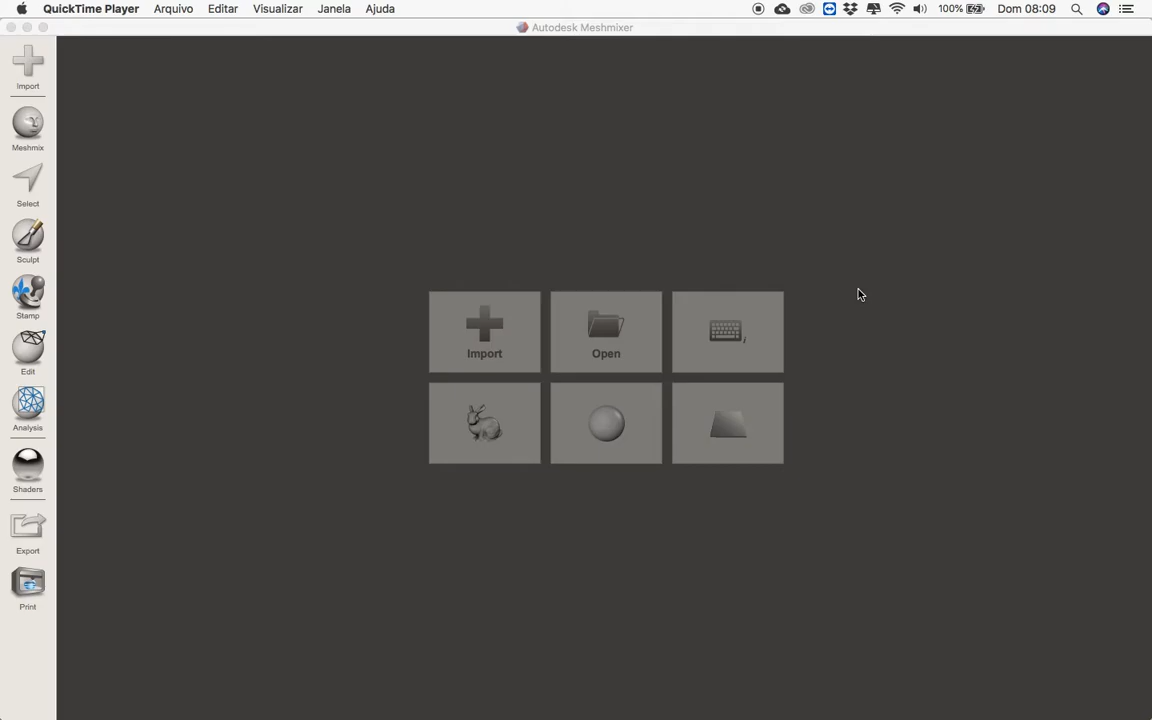 QuickTime Player Arquivo Editar Visualizar Janela Ajuda 100% Dom 08:09
Autodesk Meshmixer
Import
Meshmix
Select
Sculpt
Stamp
Edit
Analysis
Shaders
Export
Print
Import
Open